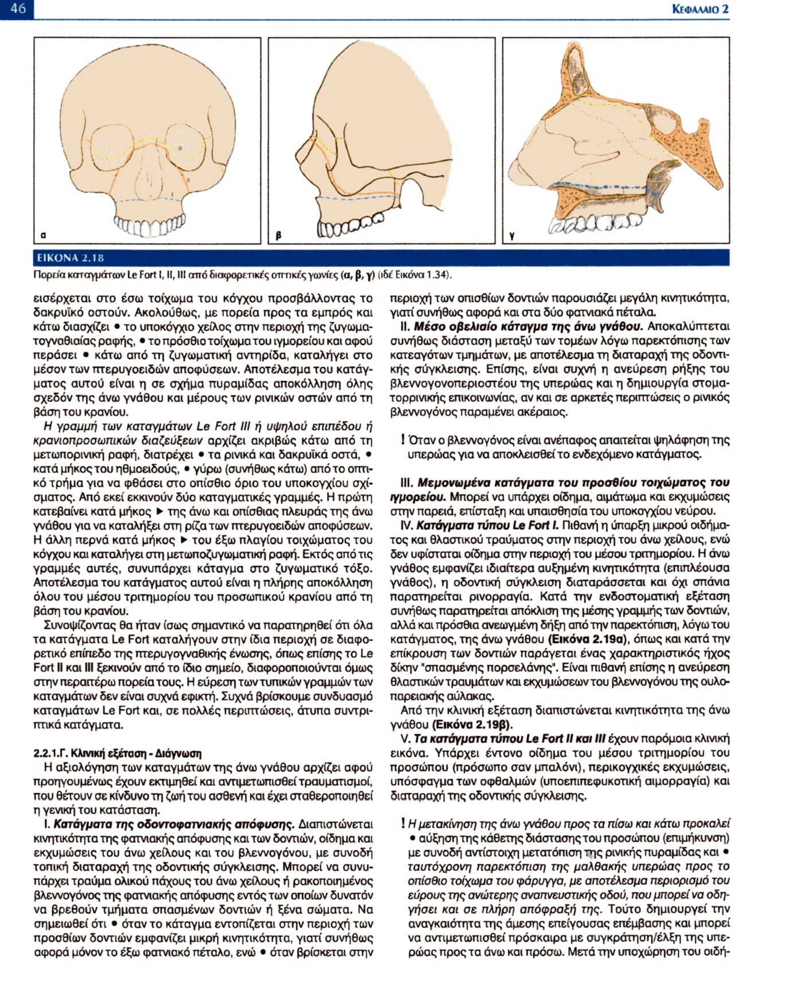 46
ΚΕΦΑΛΑΙΟ 2
α
β
γ
ΕΙΚΟΝΑ 2.18
Πορεία καταγμάτων Le Fort I, II, III από διαφορετικές οπτικές γωνίες (α, β, γ) (ιδέ Εικόνα 1.34).
εισέρχεται στο έσω τοίχωμα του κόγχου προσβάλλοντας το
δακρυϊκό οστούν. Ακολούθως, με πορεία προς τα εμπρός και
κάτω διασχίζει • το υποκόγχιο χείλος στην περιοχή της ζυγωμα-
τογναθιαίας ραφής, • το πρόσθιο τοίχωμα του ιγμορείου και αφού
περάσει • κάτω από τη ζυγωματική αντηρίδα, καταλήγει στο
μέσον των πτερυγοειδών αποφύσεων. Αποτέλεσμα του κατάγ-
ματος αυτού είναι η σε σχήμα πυραμίδας αποκόλληση όλης
σχεδόν της άνω γνάθου και μέρους των ρινικών οστών από τη
βάση του κρανίου.
Η γραμμή των καταγμάτων Le Fort III ή υψηλού επιπέδου ή
κρανιοπροσωπικών διαζεύξεων αρχίζει ακριβώς κάτω από τη
μετωπορινική ραφή, διατρέχει • τα ρινικά και δακρυϊκά οστά, •
κατά μήκος του ηθμοειδούς, • γύρω (συνήθως κάτω) από το οπτι-
κό τρήμα για να φθάσει στο οπίσθιο όριο του υποκογχίου σχί-
σματος. Από εκεί εκκινούν δύο καταγματικές γραμμές. Η πρώτη
κατεβαίνει κατά μήκος ► της άνω και οπίσθιας πλευράς της άνω
γνάθου για να καταλήξει στη ρίζα των πτερυγοειδών αποφύσεων.
Η άλλη περνά κατά μήκος ► του έξω πλαγίου τοιχώματος του
κόγχου και καταλήγει στη μετωποζυγωματική ραφή. Εκτός από τις
γραμμές αυτές, συνυπάρχει κάταγμα στο ζυγωματικό τόξο.
Αποτέλεσμα του κατάγματος αυτού είναι η πλήρης αποκόλληση
όλου του μέσου τριτημορίου του προσωπικού κρανίου από τη
βάση του κρανίου.
Συνοψίζοντας θα ήταν ίσως σημαντικό να παρατηρηθεί ότι όλα
τα κατάγματα Le Fort καταλήγουν στην ίδια περιοχή σε διαφο-
ρετικό επίπεδο της πτερυγογναθικής ένωσης, όπως επίσης το Le
Fort II και III ξεκινούν από το ίδιο σημείο, διαφοροποιούνται όμως
στην περαιτέρω πορεία τους. Η εύρεση των τυπικών γραμμών των
καταγμάτων δεν είναι συχνά εφικτή. Συχνά βρίσκουμε συνδυασμό
καταγμάτων Le Fort και, σε πολλές περιπτώσεις, άτυπα συντρι-
πτικά κατάγματα.
2.2.1.Γ. Κλινική εξέταση - Διάγνωση
Η αξιολόγηση των καταγμάτων της άνω γνάθου αρχίζει αφού
προηγουμένως έχουν εκτιμηθεί και αντιμετωπισθεί τραυματισμοί,
που θέτουν σε κίνδυνο τη ζωή του ασθενή και έχει σταθεροποιηθεί
η γενική του κατάσταση.
I. Κατάγματα της οδοντοφατνιακής απόφυσης. Διαπιστώνεται
κινητικότητα της φατνιακής απόφυσης και των δοντιών, οίδημα και
εκχυμώσεις του άνω χείλους και του βλεννογόνου, με συνοδή
τοπική διαταραχή της οδοντικής σύγκλεισης. Μπορεί να συνυ-
πάρχει τραύμα ολικού πάχους του άνω χείλους ή ρακοποιημένος
βλεννογόνος της φατνιακής απόφυσης εντός των οποίων δυνατόν
να βρεθούν τμήματα σπασμένων δοντιών ή ξένα σώματα. Να
σημειωθεί ότι • όταν το κάταγμα εντοπίζεται στην περιοχή των
προσθίων δοντιών εμφανίζει μικρή κινητικότητα, γιατί συνήθως
αφορά μόνον το έξω φατνιακό πέταλο, ενώ • όταν βρίσκεται στην
περιοχή των οπισθίων δοντιών παρουσιάζει μεγάλη κινητικότητα,
γιατί συνήθως αφορά και στα δύο φατνιακά πέταλα.
II. Μέσο οβελιαίο κάταγμα της άνω γνάθου. Αποκαλύπτεται
συνήθως διάσταση μεταξύ των τομέων λόγω παρεκτόπισης των
κατεαγότων τμημάτων, με αποτέλεσμα τη διαταραχή της οδοντι-
κής σύγκλεισης. Επίσης, είναι συχνή η ανεύρεση ρήξης του
βλεννογονοπεριοστέου της υπερώας και η δημιουργία στομα-
τορρινικής επικοινωνίας, αν και σε αρκετές περιπτώσεις ο ρινικός
βλεννογόνος παραμένει ακέραιος.
! Όταν ο βλεννογόνος είναι ανέπαφος απαιτείται ψηλάφηση της
υπερώας για να αποκλεισθεί το ενδεχόμενο κατάγματος.
III. Μεμονωμένα κατάγματα του προσθίου τοιχώματος του
ιγμορείου. Μπορεί να υπάρχει οίδημα, αιμάτωμα και εκχυμώσεις
στην παρειά, επίσταξη και υπαισθησία του υποκογχίου νεύρου.
IV. Κατάγματα τύπου Le Fort I. Πιθανή η ύπαρξη μικρού οιδήμα-
τος και θλαστικού τραύματος στην περιοχή του άνω χείλους, ενώ
δεν υφίσταται οίδημα στην περιοχή του μέσου τριτημορίου. Η άνω
γνάθος εμφανίζει ιδιαίτερα αυξημένη κινητικότητα (επιπλέουσα
γνάθος), η οδοντική σύγκλειση διαταράσσεται και όχι σπάνια
παρατηρείται ρινορραγία. Κατά την ενδοστοματική εξέταση
συνήθως παρατηρείται απόκλιση της μέσης γραμμής των δοντιών,
αλλά και πρόσθια ανεωγμένη δήξη από την παρεκτόπιση, λόγω του
κατάγματος, της άνω γνάθου (Εικόνα 2.19α), όπως και κατά την
επίκρουση των δοντιών παράγεται ένας χαρακτηριστικός ήχος
δίκην "σπασμένης πορσελάνης". Είναι πιθανή επίσης η ανεύρεση
θλαστικών τραυμάτων και εκχυμώσεων του βλεννογόνου της ουλο-
παρειακής αύλακας.
Από την κλινική εξέταση διαπιστώνεται κινητικότητα της άνω
γνάθου (Εικόνα 2.19β).
V. Τα κατάγματα τύπου Le Fort II και III έχουν παρόμοια κλινική
εικόνα. Υπάρχει έντονο οίδημα του μέσου τριτημορίου του
προσώπου (πρόσωπο σαν μπαλόνι), περικογχικές εκχυμώσεις,
υπόσφαγμα των οφθαλμών (υποεπιπεφυκοτική αιμορραγία) και
διαταραχή της οδοντικής σύγκλεισης.
! Η μετακίνηση της άνω γνάθου προς τα πίσω και κάτω προκαλεί
• αύξηση της κάθετης διάστασης του προσώπου (επιμήκυνση)
με συνοδή αντίστοιχη μετατόπιση της ρινικής πυραμίδας και •
ταυτόχρονη παρεκτόπιση της μαλθακής υπερώας προς το
οπίσθιο τοίχωμα του φάρυγγα, με αποτέλεσμα περιορισμό του
εύρους της ανώτερης αναπνευστικής οδού, που μπορεί να οδη-
γήσει και σε πλήρη απόφραξή της. Τούτο δημιουργεί την
αναγκαιότητα της άμεσης επείγουσας επέμβασης και μπορεί
να αντιμετωπισθεί πρόσκαιρα με συγκράτηση/έλξη της υπε-
ρώας προς τα άνω και πρόσω. Μετά την υποχώρηση του οιδή-